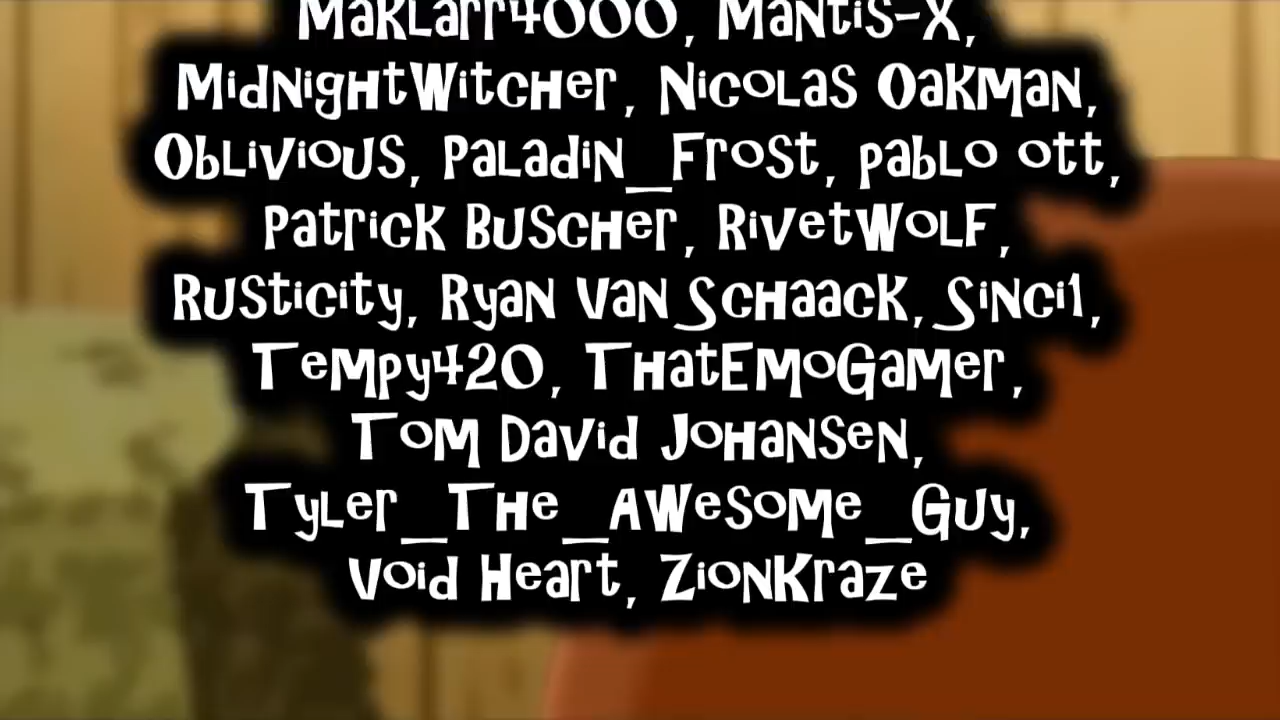 Maklarr4000, Mantis-X,
MidnightWitcher, Nicolas Oakman,
Oblivious, Paladin_Frost, pablo ott,
Patrick Buscher, RivetWolf,
Rusticity, Ryan Van Schaack, Sinci1,
Tempy420, ThatEmoGamer,
Tom David Johansen,
Tyler_The_Awesome_Guy,
Void Heart, ZionKraze